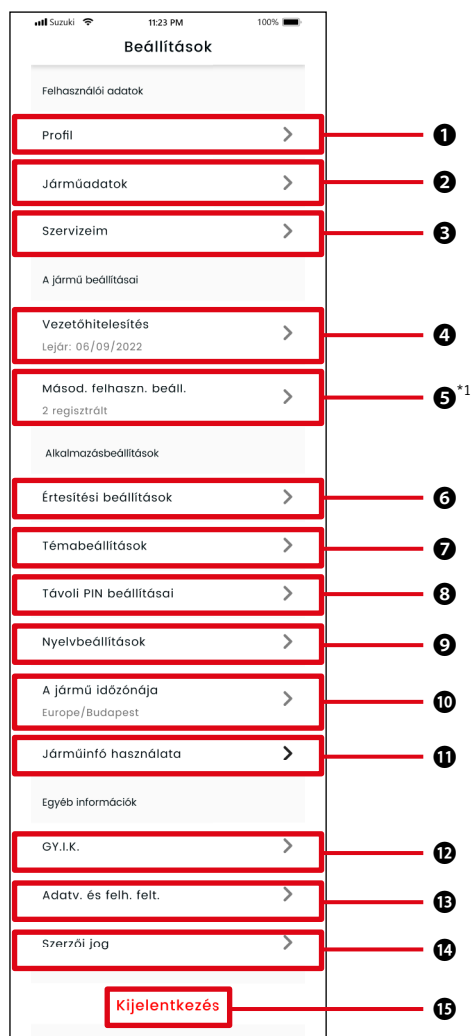 Suzuki 11:23 PM 100%
Beállítások
Felhasználói adatok
Profil
1
Járműadatok
2
Szervizeim
3
A jármű beállításai
Vezetőhitelesítés
Lejár: 06/09/2022
4
Másod. felhaszn. beáll.
2 regisztrált
5*1
Alkalmazásbeállítások
Értesítési beállítások
6
Témabeállítások
7
Távoli PIN beállításai
8
Nyelvbeállítások
9
A jármű időzónája
Europe/Budapest
10
Járműinfó használata
11
Egyéb információk
GY.I.K.
12
Adatv. és felh. felt.
13
Szerzői jog
14
Kijelentkezés
15